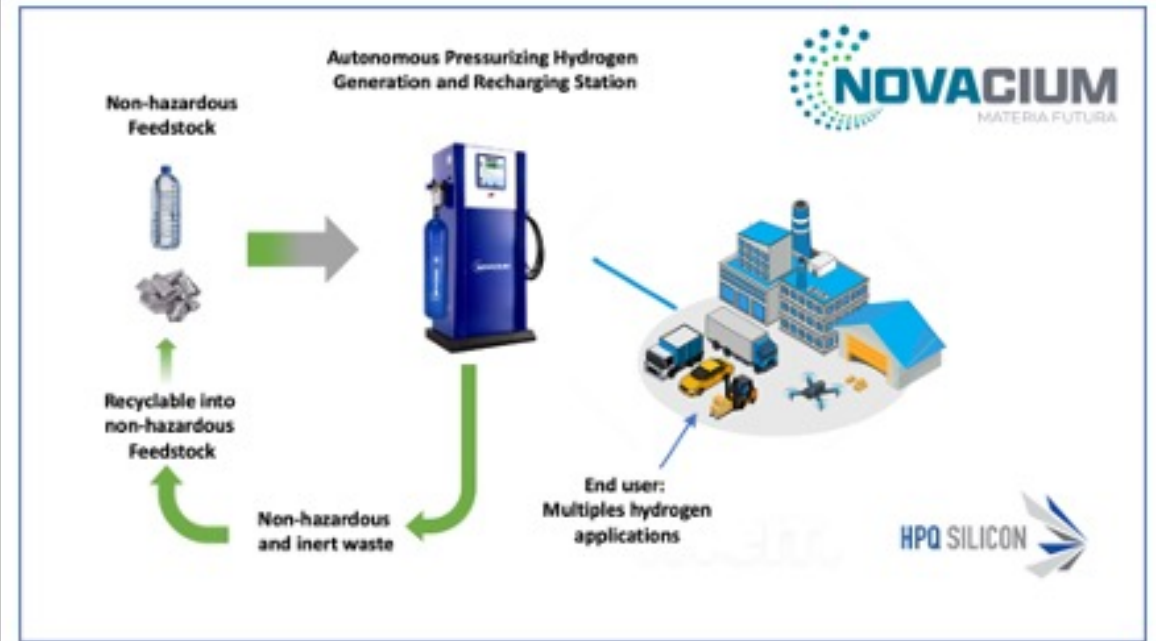 Autonomous Pressurizing Hydrogen
Generation and Recharging Station
NOVACIUM
MATERIA FUTURA
Non-hazardous
Feedstock
NOVACIUM
Recyclable into
non-hazardous
Feedstock
Non-hazardous
and inert waste
End user:
Multiples hydrogen
applications
HPQ SILICON